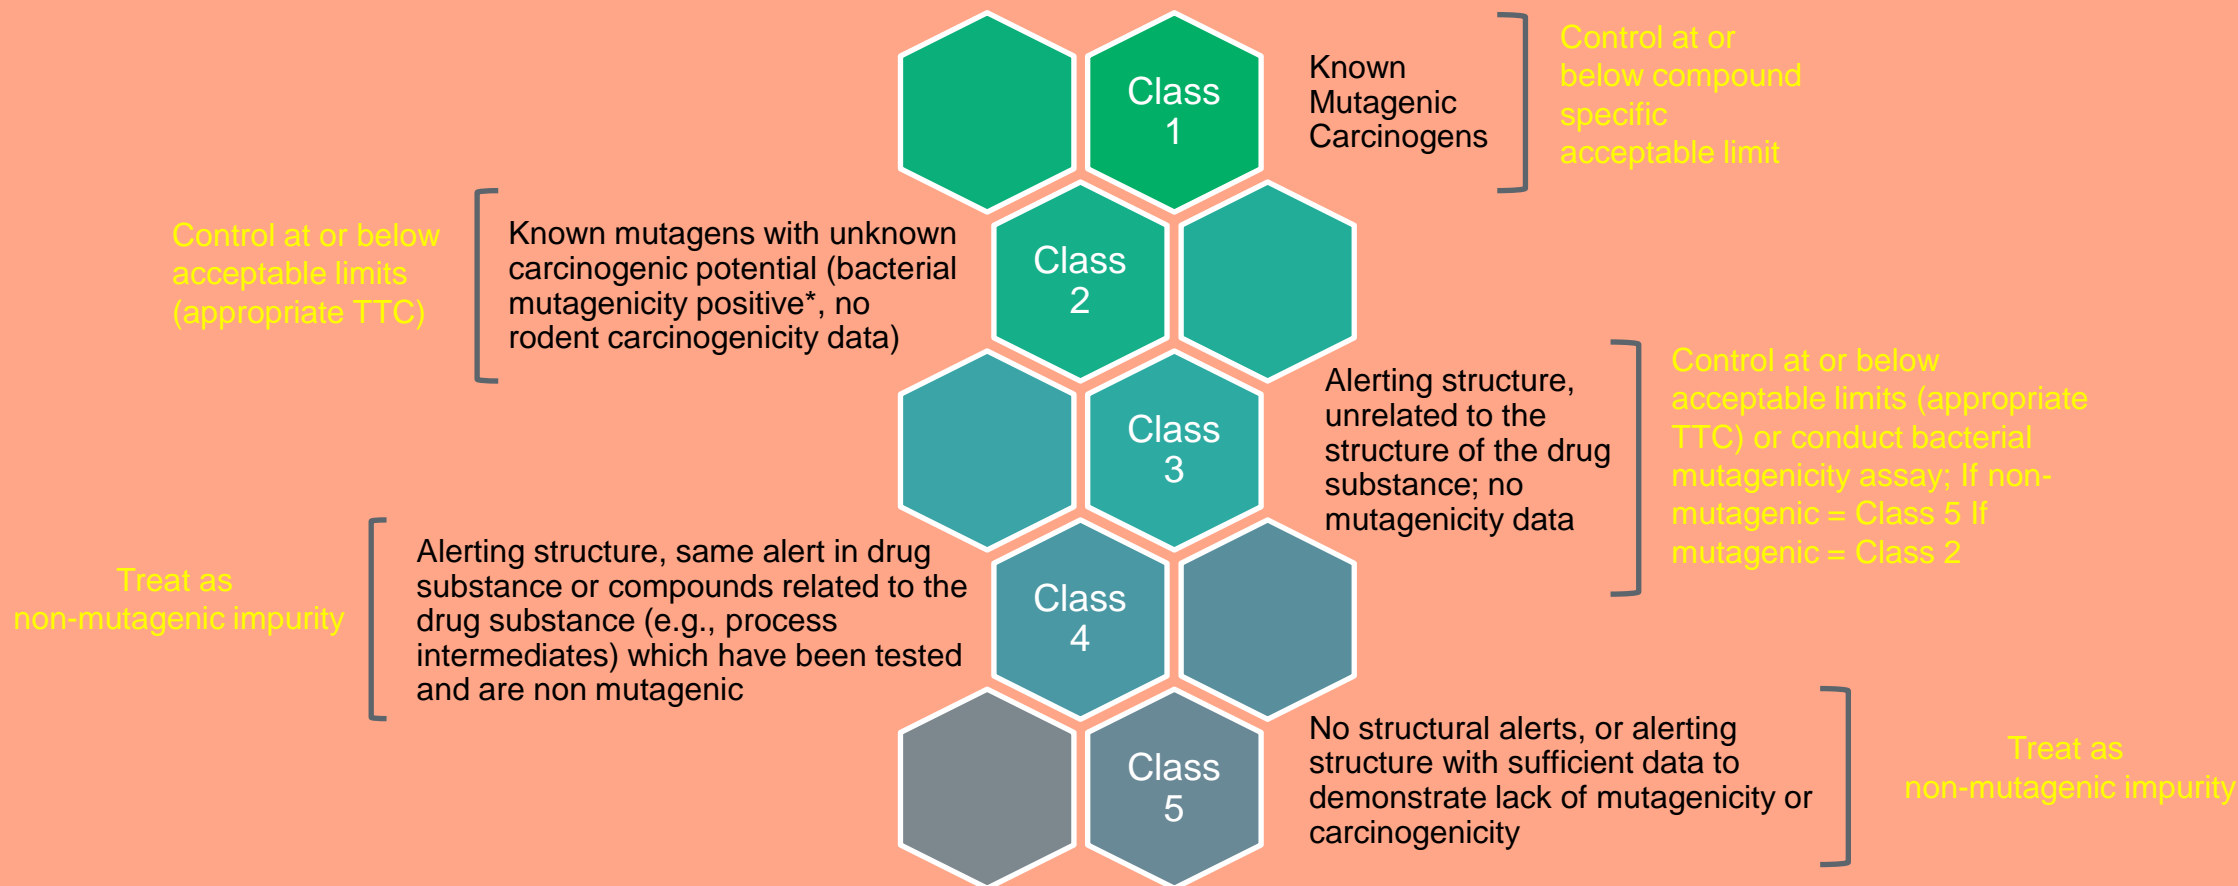 Class
1
Known
Mutagenic
Carcinogens
Control at or
below compound
specific
acceptable limit
Control at or below
acceptable limits
(appropriate TTC)
Known mutagens with unknown
carcinogenic potential (bacterial
mutagenicity positive*, no
rodent carcinogenicity data)
Class
2
Class
3
Alerting structure,
unrelated to the
structure of the drug
substance; no
mutagenicity data
Control at or below
acceptable limits (appropriate
TTC) or conduct bacterial
mutagenicity assay; If non-
mutagenic = Class 5 If
mutagenic = Class 2
Treat as
non-mutagenic impurity
Alerting structure, same alert in drug
substance or compounds related to the
drug substance (e.g., process
intermediates) which have been tested
and are non mutagenic
Class
4
Class
5
No structural alerts, or alerting
structure with sufficient data to
demonstrate lack of mutagenicity or
carcinogenicity
Treat as
non-mutagenic impurity